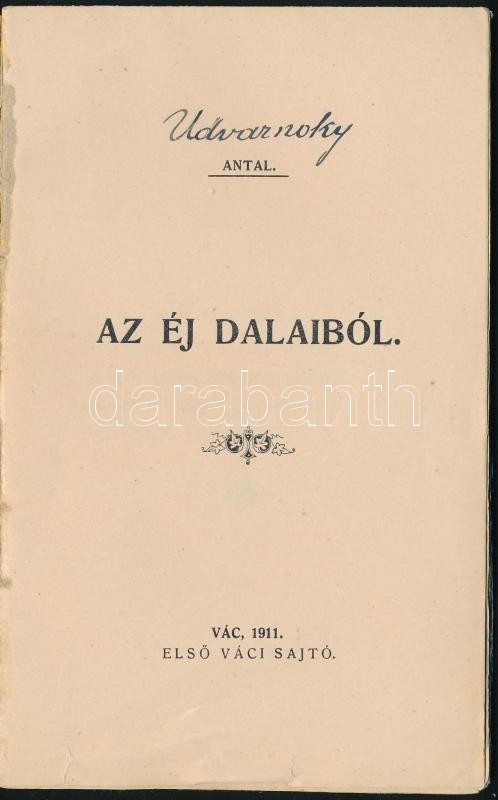 Udvarnoky
ANTAL.
AZ ÉJ DALAIBÓL.
darabanth
VÁC, 1911.
ELSŐ VÁCI SAJTÓ.